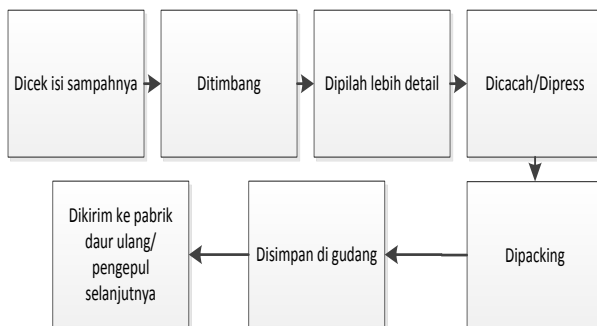 Dicek isi sampahnya
Ditimbang
Dipilah lebih detail
Dicacah/Dipress
Dipacking
Disimpan di gudang
Dikirim ke pabrik
daur ulang/
pengepul
selanjutnya